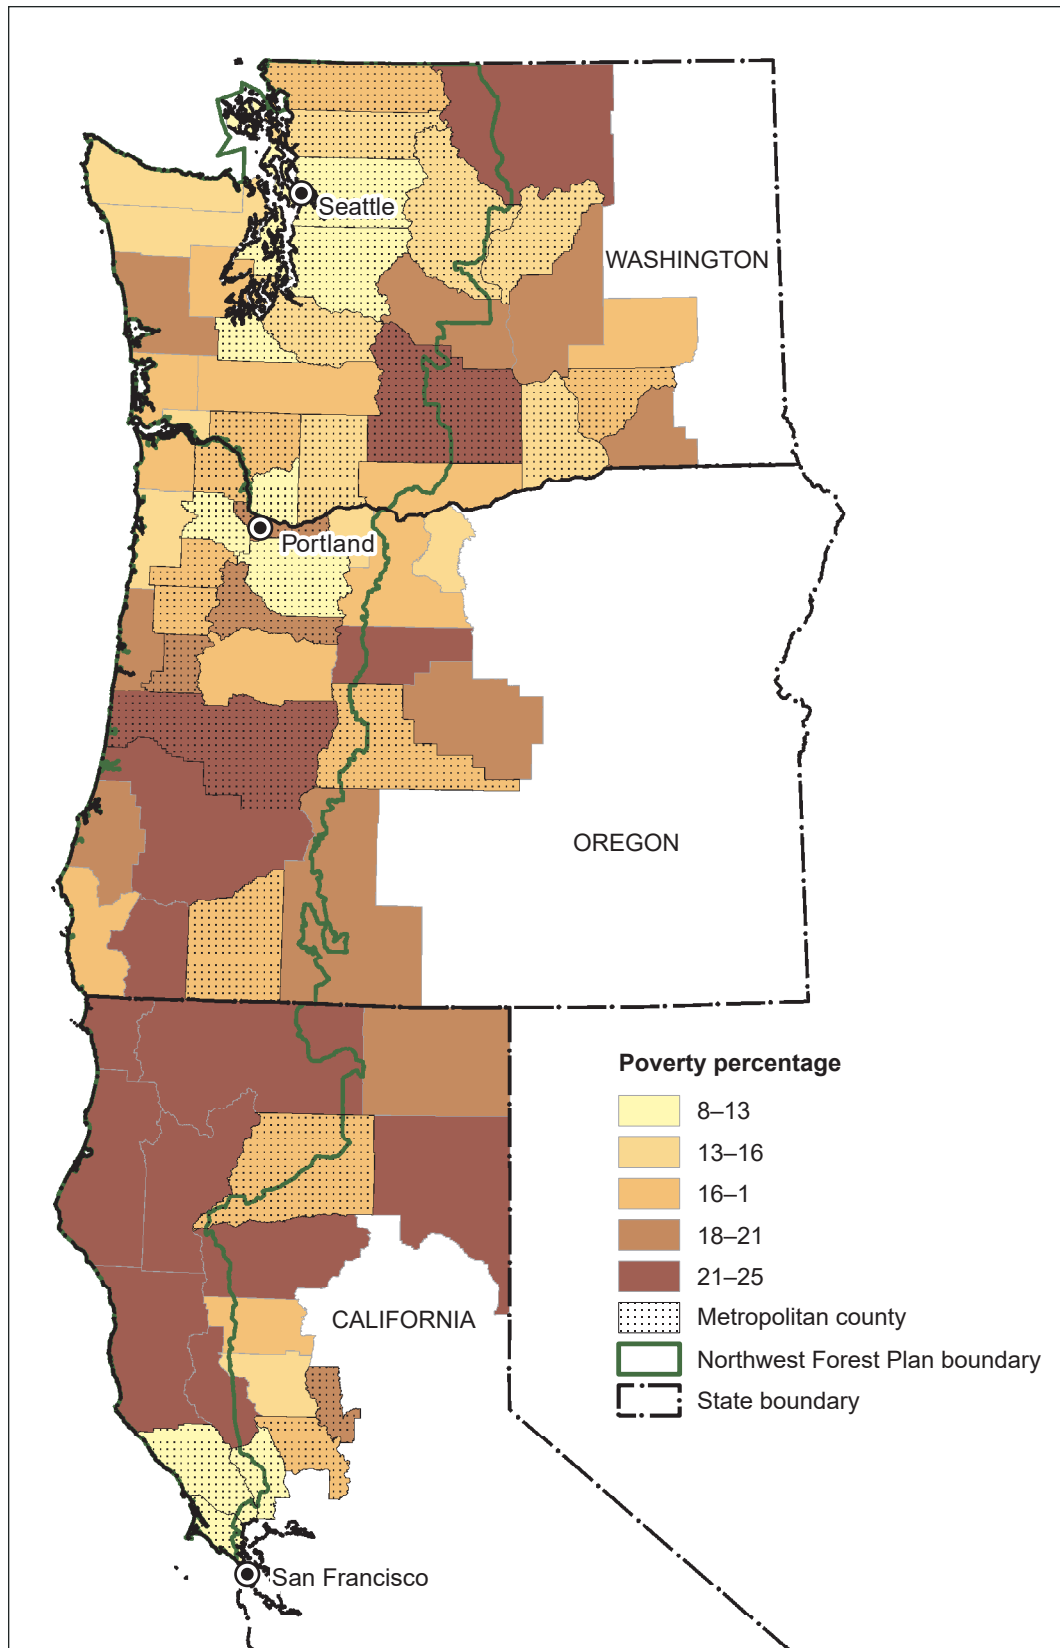 Seattle
WASHINGTON
Portland
OREGON
Poverty percentage
8–13
13–16
16–1
18–21
21–25
Metropolitan county
Northwest Forest Plan boundary
State boundary
CALIFORNIA
San Francisco